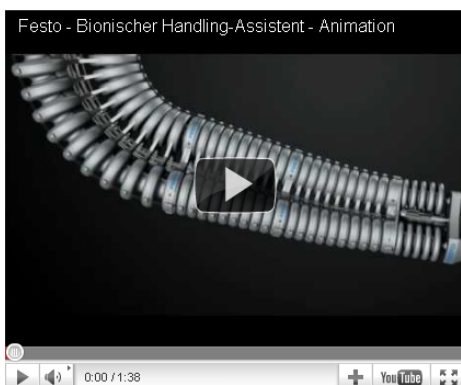 Festo - Bionischer Handling-Assistent - Animation
0:00 / 1:38
YouTube